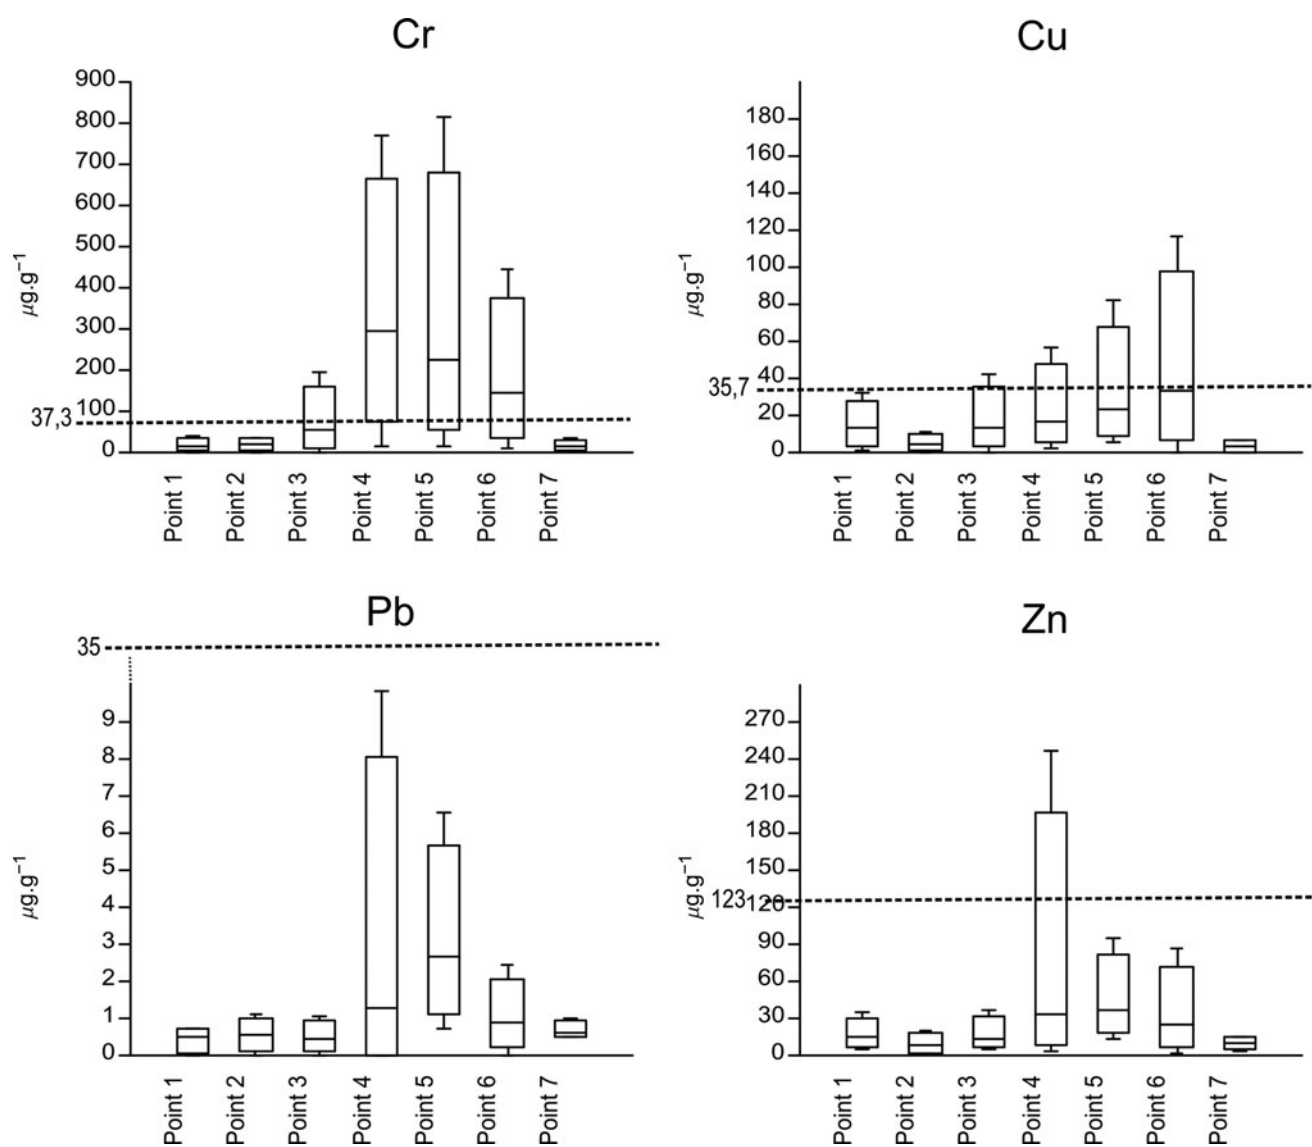 Cr
900
800
700
600
500
400
300
200
100
37,3
0
μg.g⁻¹
Point 1
Point 2
Point 3
Point 4
Point 5
Point 6
Point 7
Cu
180
160
140
120
100
80
60
40
35,7
20
0
μg.g⁻¹
Point 1
Point 2
Point 3
Point 4
Point 5
Point 6
Point 7
Pb
35
9
8
7
6
5
4
3
2
1
0
μg.g⁻¹
Point 1
Point 2
Point 3
Point 4
Point 5
Point 6
Point 7
Zn
270
240
210
180
150
123
120
90
60
30
0
μg.g⁻¹
Point 1
Point 2
Point 3
Point 4
Point 5
Point 6
Point 7